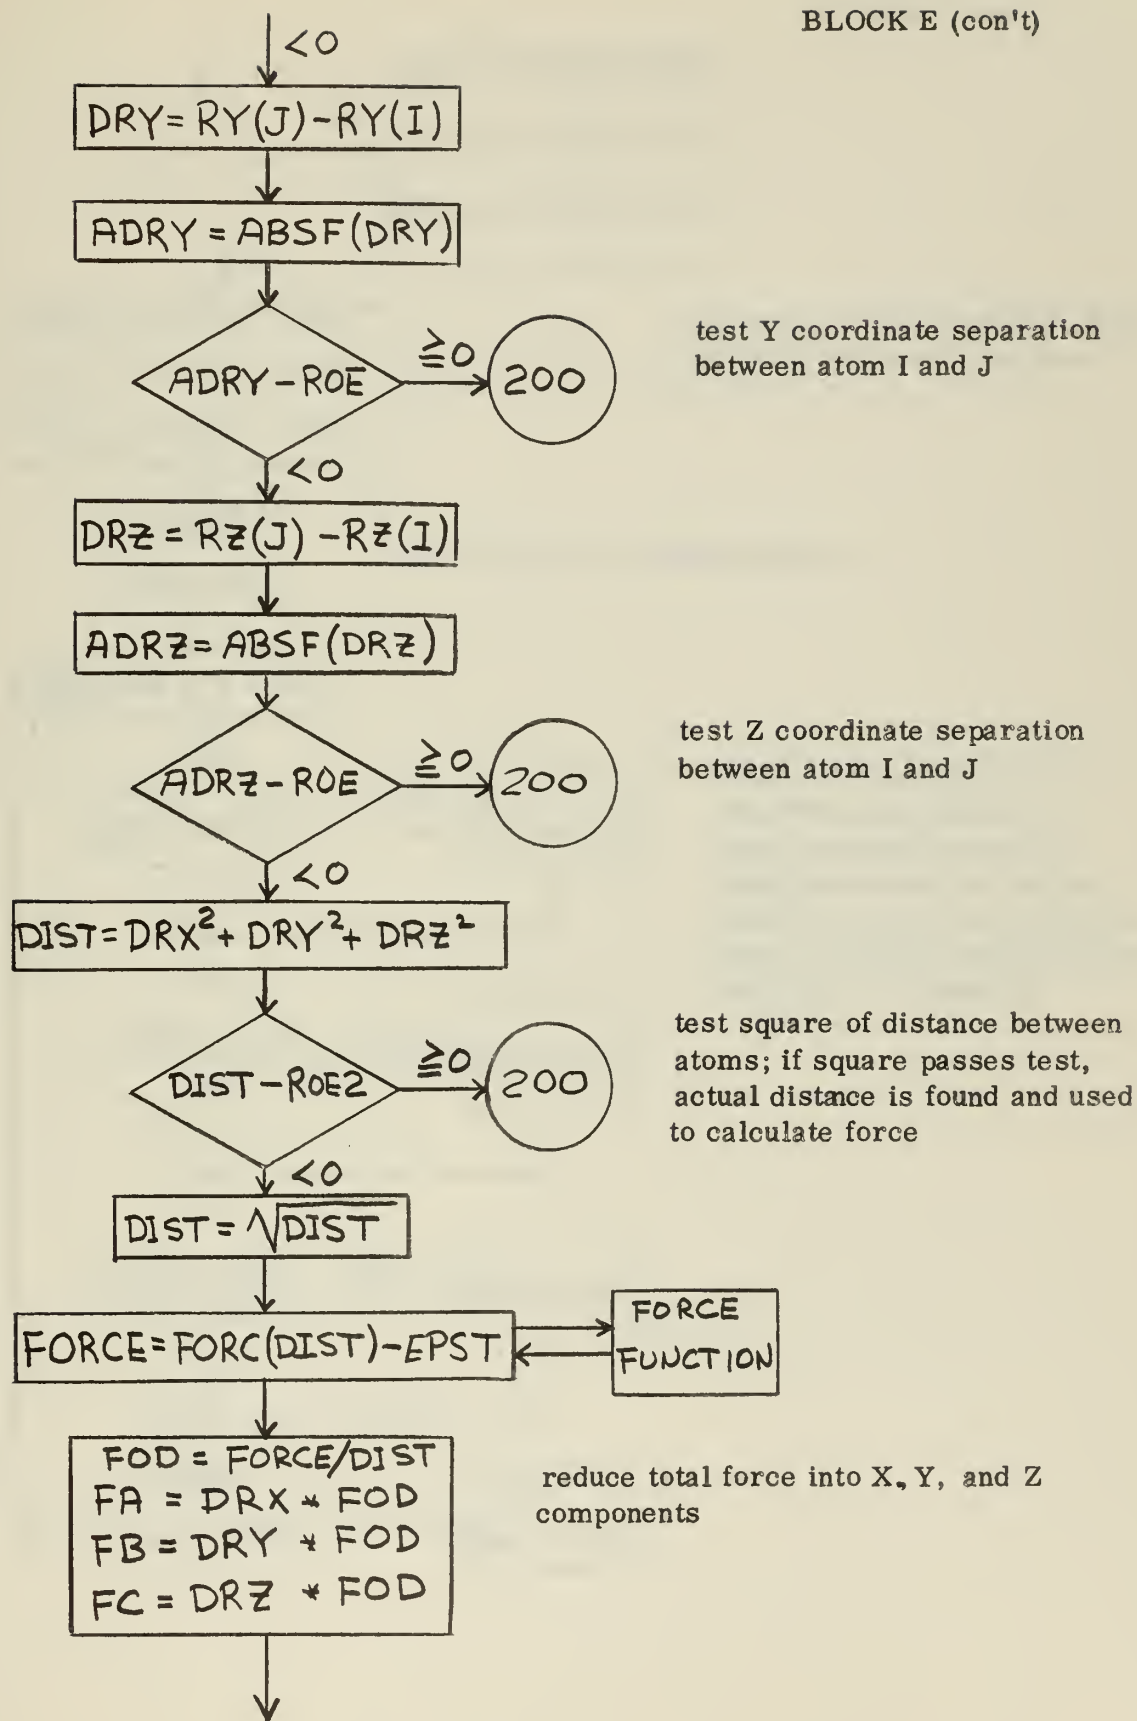 BLOCK E (con't)
<0
DRY=RY(J)-RY(I)
ADRY=ABSF(DRY)
ADRY-ROE
≧0
200
test Y coordinate separation
between atom I and J
<0
DRZ=RZ(J)-RZ(I)
ADRZ=ABSF(DRZ)
ADRZ-ROE
≧0
200
test Z coordinate separation
between atom I and J
<0
DIST=DRX²+DRY²+DRZ²
DIST-ROE2
≧0
200
test square of distance between
atoms; if square passes test,
actual distance is found and used
to calculate force
<0
DIST=√DIST
FORCE=FORC(DIST)-EPST
FORCE
FUNCTION
FOD = FORCE/DIST
FA = DRX * FOD
FB = DRY * FOD
FC = DRZ * FOD
reduce total force into X, Y, and Z
components